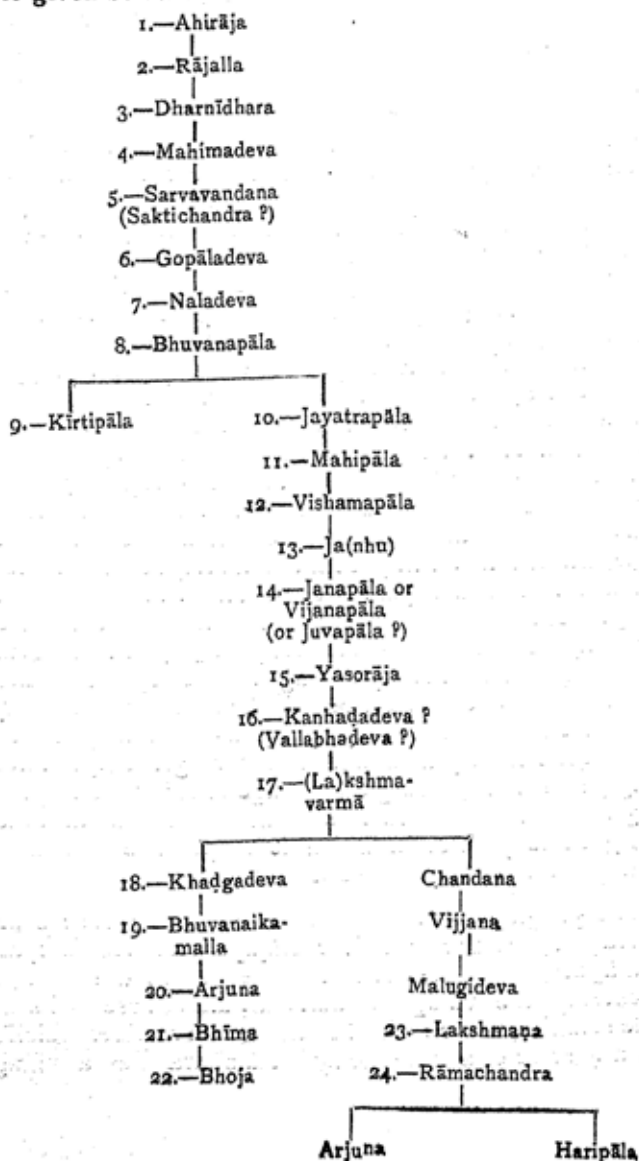 1.—Ahirāja
2.—Rājalla
3.—Dharnīdhara
4.—Mahimadeva
5.—Sarvavandana
(Saktichandra ?)
6.—Gopāladeva
7.—Naladeva
8.—Bhuvanapāla
9.—Kīrtipāla
10.—Jayatrapāla
11.—Mahipāla
12.—Vishamapāla
13.—Ja(nhu)
14.—Janapāla or
Vijanapāla
(or Juvapāla ?)
15.—Yasorāja
16.—Kanhaḍadeva ?
(Vallabhadeva ?)
17.—(La)kshma-
varmā
18.—Khaḍgadeva
Chandana
19.—Bhuvanaika-
malla
Vijjana
20.—Arjuna
Malugideva
21.—Bhīma
23.—Lakshmaṇa
22.—Bhoja
24.—Rāmachandra
Arjuna
Haripāla